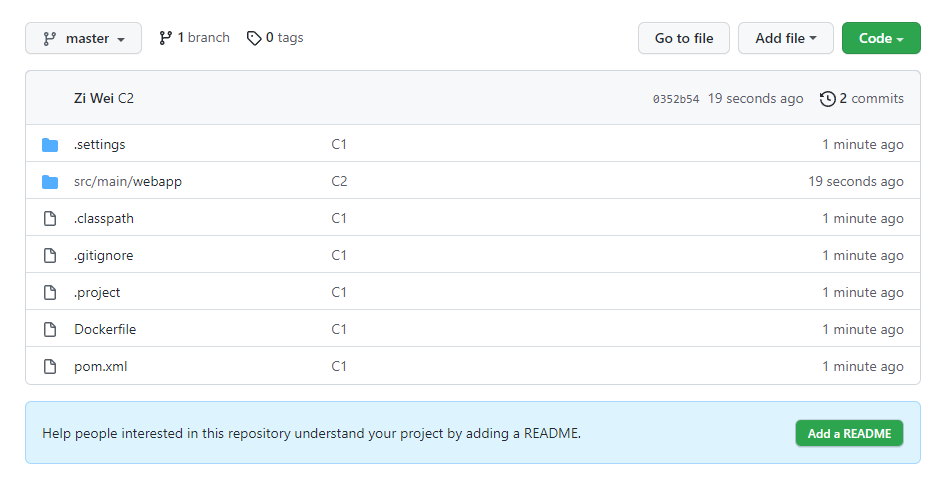 master 1 branch 0 tags Go to file Add file Code
Zi Wei C2 0352b54 19 seconds ago 2 commits
.settings C1 1 minute ago
src/main/webapp C2 19 seconds ago
.classpath C1 1 minute ago
.gitignore C1 1 minute ago
.project C1 1 minute ago
Dockerfile C1 1 minute ago
pom.xml C1 1 minute ago
Help people interested in this repository understand your project by adding a README. Add a README